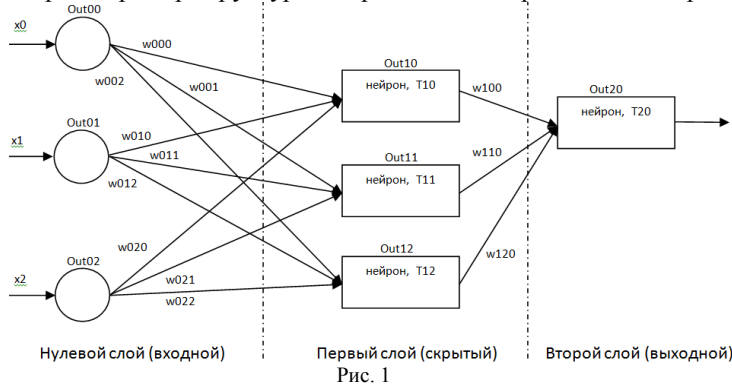 Out00
x0
w000
w002
w001
Out10
нейрон, T10
w100
Out20
нейрон, T20
Out01
x1
w010
w011
w012
Out11
нейрон, T11
w110
Out02
x2
w020
w021
w022
Out12
нейрон, T12
w120
Нулевой слой (входной)
Первый слой (скрытый)
Второй слой (выходной)
Рис. 1